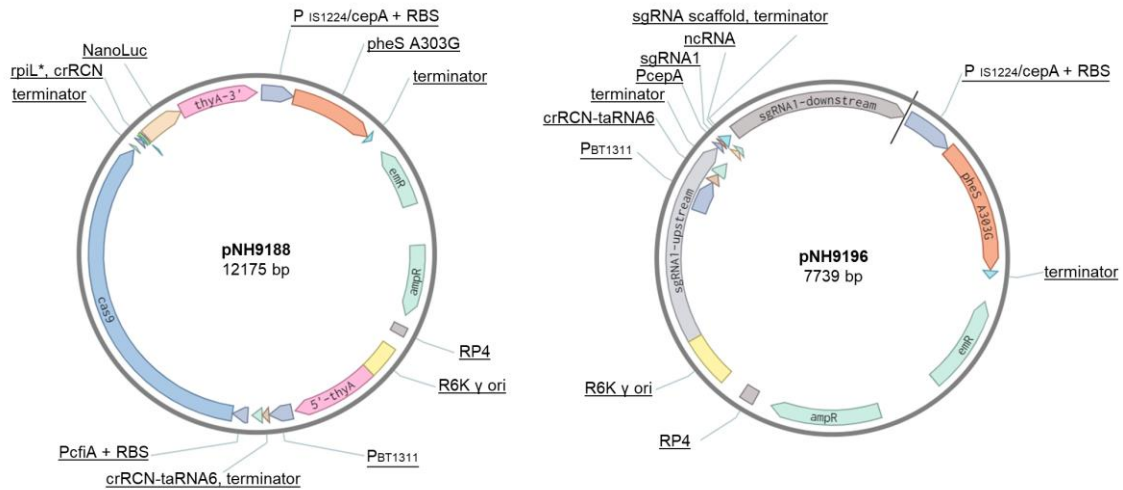 P IS1224/cepA + RBS
NanoLuc
pheS A303G
rpiL*, crRCN
terminator
terminator
thyA-3'
emR
pNH9188
12175 bp
ampR
cas9
RP4
R6K γ ori
5'-thyA
PcfiA + RBS
PBT1311
crRCN-taRNA6, terminator
sgRNA scaffold, terminator
ncRNA
sgRNA1
PcepA
terminator
crRCN-taRNA6
PBT1311
P IS1224/cepA + RBS
sgRNA1-downstream
sgRNA1-upstream
pheS A303G
pNH9196
7739 bp
terminator
emR
R6K γ ori
RP4
ampR